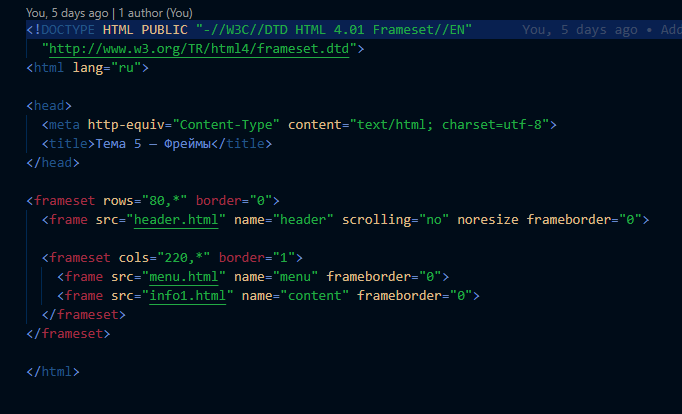 You, 5 days ago | 1 author (You)
<!DOCTYPE HTML PUBLIC "-//W3C//DTD HTML 4.01 Frameset//EN" You, 5 days ago • Add
"http://www.w3.org/TR/html4/frameset.dtd">
<html lang="ru">
<head>
<meta http-equiv="Content-Type" content="text/html; charset=utf-8">
<title>Тема 5 — Фреймы</title>
</head>
<frameset rows="80,*" border="0">
<frame src="header.html" name="header" scrolling="no" noresize frameborder="0">
<frameset cols="220,*" border="1">
<frame src="menu.html" name="menu" frameborder="0">
<frame src="info1.html" name="content" frameborder="0">
</frameset>
</frameset>
</html>